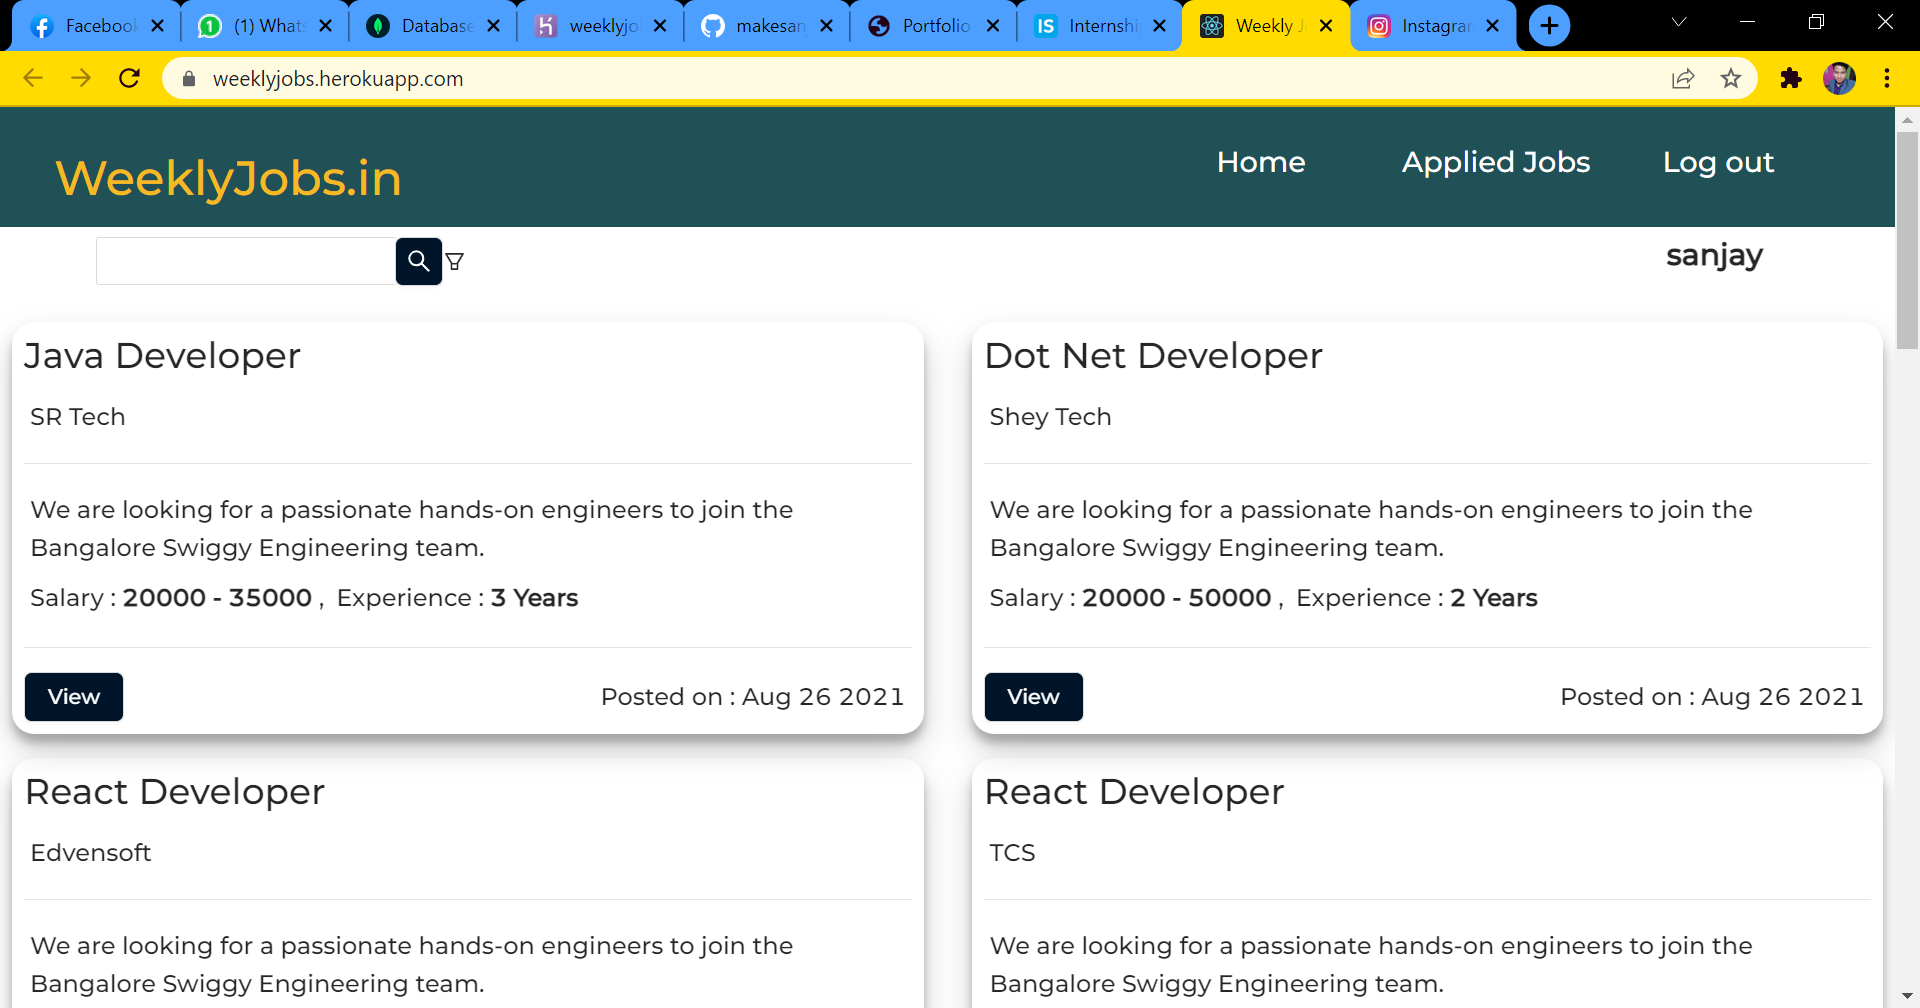 Facebook
(1) Whats
Database
weeklyjo
makesan
Portfolio
IS Internshi
Weekly J
Instagram
weeklyjobs.herokuapp.com
WeeklyJobs.in
Home Applied Jobs Log out
sanjay
Java Developer
SR Tech
We are looking for a passionate hands-on engineers to join the
Bangalore Swiggy Engineering team.
Salary : 20000 - 35000 , Experience : 3 Years
View Posted on : Aug 26 2021
Dot Net Developer
Shey Tech
We are looking for a passionate hands-on engineers to join the
Bangalore Swiggy Engineering team.
Salary : 20000 - 50000 , Experience : 2 Years
View Posted on : Aug 26 2021
React Developer
Edvensoft
We are looking for a passionate hands-on engineers to join the
Bangalore Swiggy Engineering team.
React Developer
TCS
We are looking for a passionate hands-on engineers to join the
Bangalore Swiggy Engineering team.